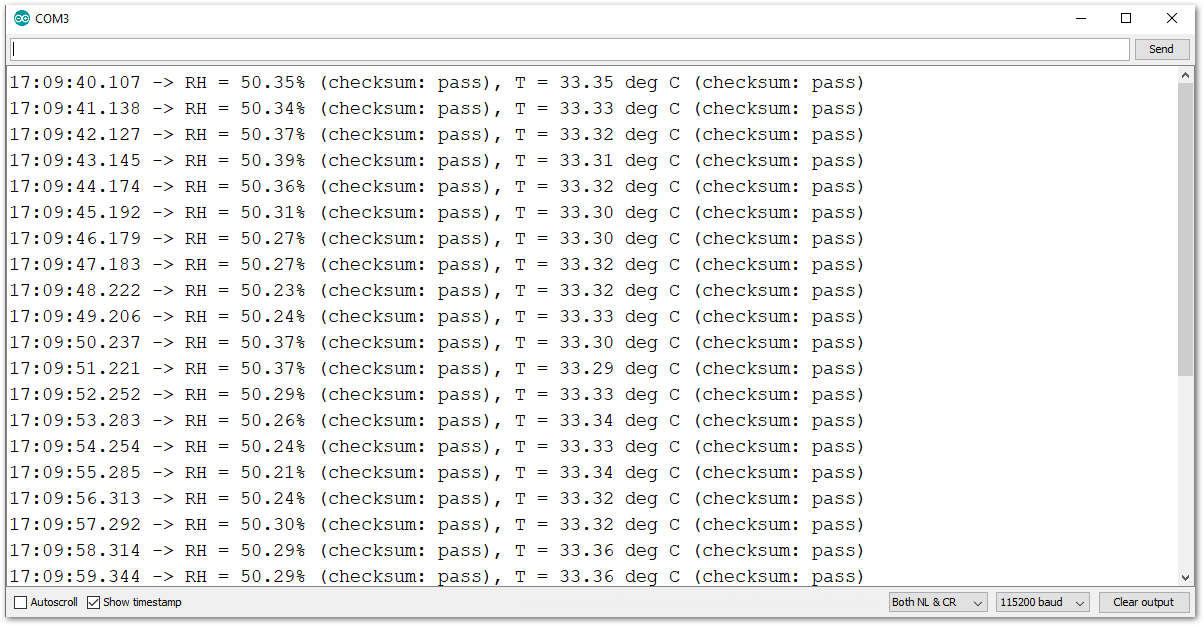 COM3
Send
17:09:40.107 -> RH = 50.35% (checksum: pass), T = 33.35 deg C (checksum: pass)
17:09:41.138 -> RH = 50.34% (checksum: pass), T = 33.33 deg C (checksum: pass)
17:09:42.127 -> RH = 50.37% (checksum: pass), T = 33.32 deg C (checksum: pass)
17:09:43.145 -> RH = 50.39% (checksum: pass), T = 33.31 deg C (checksum: pass)
17:09:44.174 -> RH = 50.36% (checksum: pass), T = 33.32 deg C (checksum: pass)
17:09:45.192 -> RH = 50.31% (checksum: pass), T = 33.30 deg C (checksum: pass)
17:09:46.179 -> RH = 50.27% (checksum: pass), T = 33.30 deg C (checksum: pass)
17:09:47.183 -> RH = 50.27% (checksum: pass), T = 33.32 deg C (checksum: pass)
17:09:48.222 -> RH = 50.23% (checksum: pass), T = 33.32 deg C (checksum: pass)
17:09:49.206 -> RH = 50.24% (checksum: pass), T = 33.33 deg C (checksum: pass)
17:09:50.237 -> RH = 50.37% (checksum: pass), T = 33.30 deg C (checksum: pass)
17:09:51.221 -> RH = 50.37% (checksum: pass), T = 33.29 deg C (checksum: pass)
17:09:52.252 -> RH = 50.29% (checksum: pass), T = 33.33 deg C (checksum: pass)
17:09:53.283 -> RH = 50.26% (checksum: pass), T = 33.34 deg C (checksum: pass)
17:09:54.254 -> RH = 50.24% (checksum: pass), T = 33.33 deg C (checksum: pass)
17:09:55.285 -> RH = 50.21% (checksum: pass), T = 33.34 deg C (checksum: pass)
17:09:56.313 -> RH = 50.24% (checksum: pass), T = 33.32 deg C (checksum: pass)
17:09:57.292 -> RH = 50.30% (checksum: pass), T = 33.32 deg C (checksum: pass)
17:09:58.314 -> RH = 50.29% (checksum: pass), T = 33.36 deg C (checksum: pass)
17:09:59.344 -> RH = 50.29% (checksum: pass), T = 33.36 deg C (checksum: pass)
Autoscroll Show timestamp Both NL & CR 115200 baud Clear output